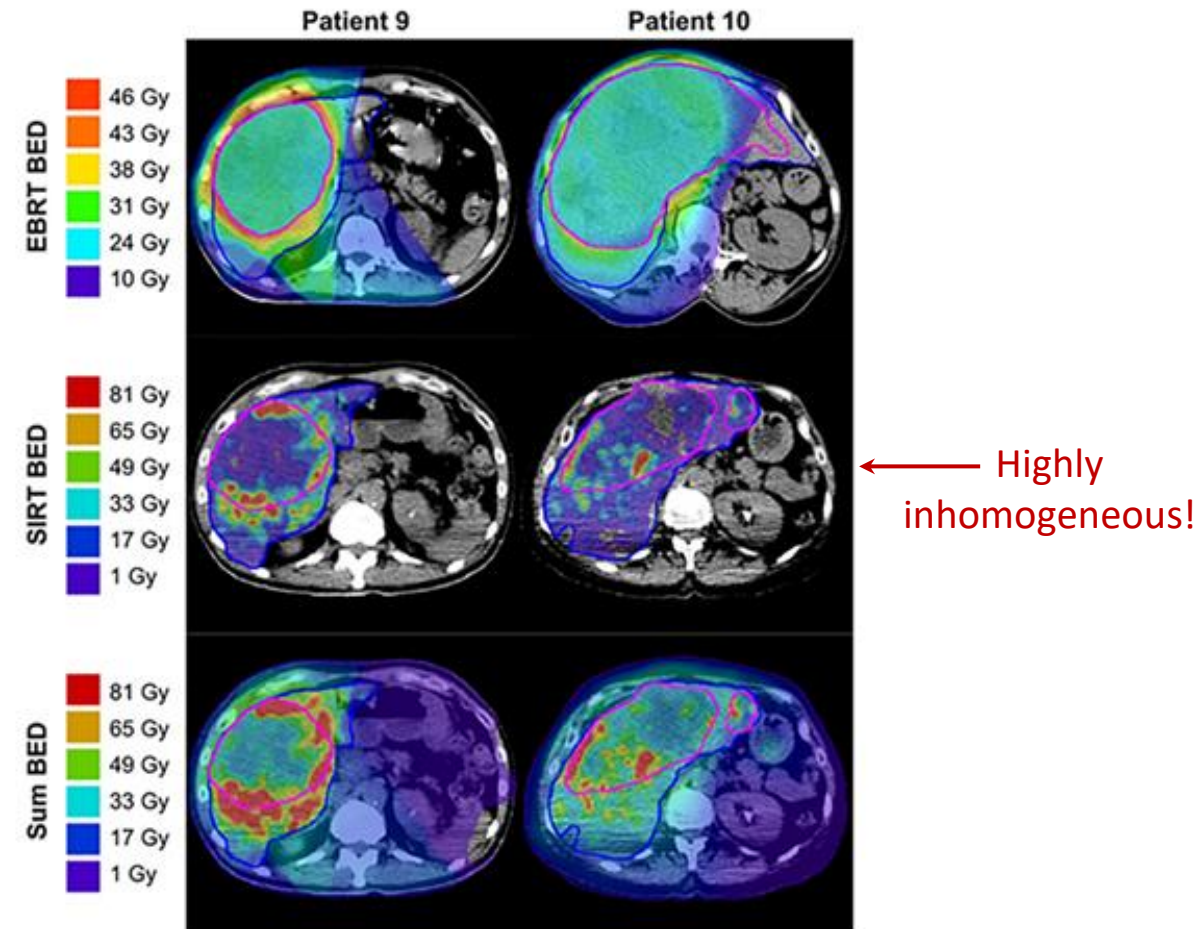 Patient 9 Patient 10
EBRT BED
46 Gy
43 Gy
38 Gy
31 Gy
24 Gy
10 Gy
SIRT BED
81 Gy
65 Gy
49 Gy
33 Gy
17 Gy
1 Gy
Highly
inhomogeneous!
Sum BED
81 Gy
65 Gy
49 Gy
33 Gy
17 Gy
1 Gy